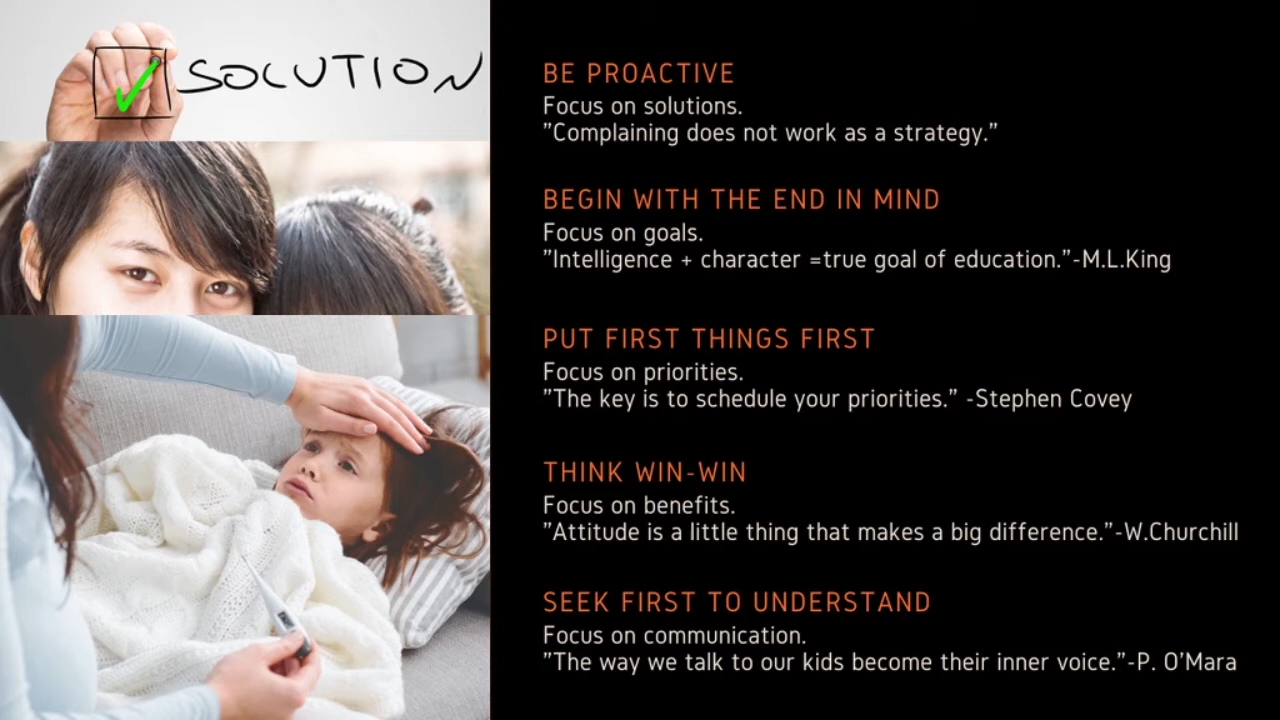 SOLUTION
BE PROACTIVE
Focus on solutions.
”Complaining does not work as a strategy.”
BEGIN WITH THE END IN MIND
Focus on goals.
”Intelligence + character =true goal of education.”-M.L.King
PUT FIRST THINGS FIRST
Focus on priorities.
”The key is to schedule your priorities.” -Stephen Covey
THINK WIN-WIN
Focus on benefits.
”Attitude is a little thing that makes a big difference.”-W.Churchill
SEEK FIRST TO UNDERSTAND
Focus on communication.
”The way we talk to our kids become their inner voice.”-P. O’Mara